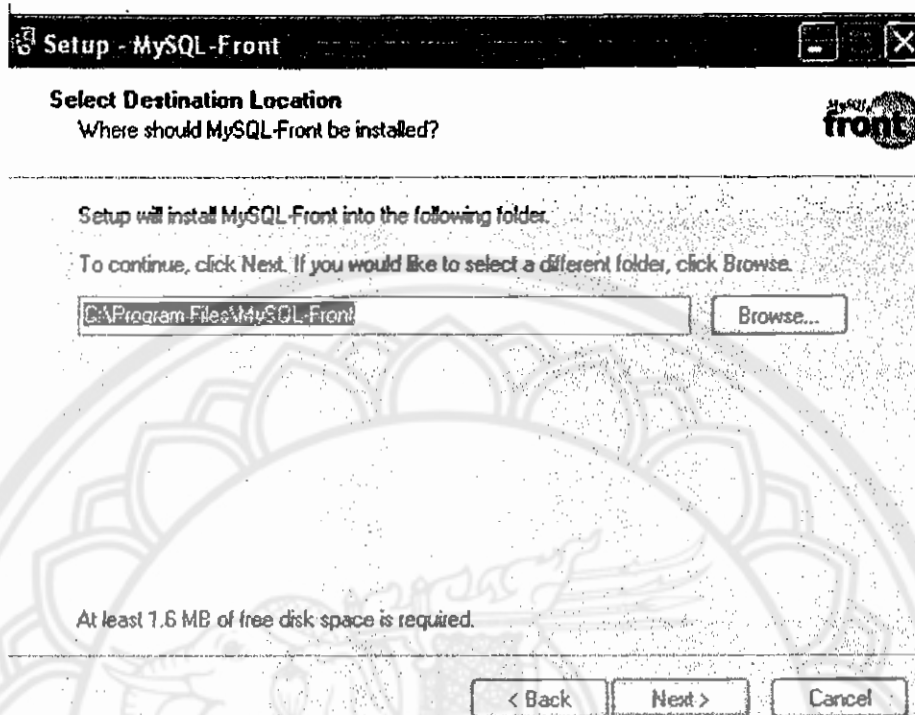 Setup - MySQL-Front
Select Destination Location
Where should MySQL-Front be installed?
MySQL
front
Setup will install MySQL-Front into the following folder.
To continue, click Next. If you would like to select a different folder, click Browse.
C:\Program Files\MySQL-Front
Browse...
At least 1.6 MB of free disk space is required.
< Back
Next >
Cancel